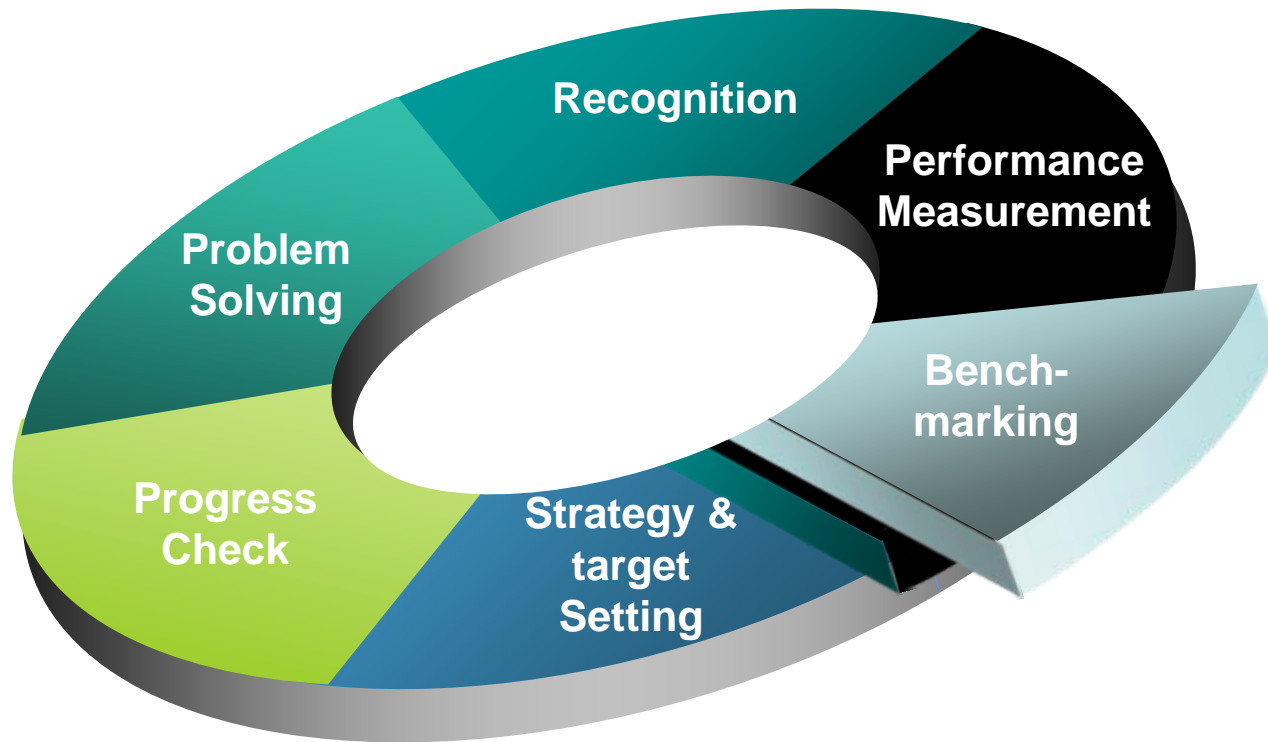 Recognition
Performance
Measurement
Problem
Solving
Bench-
marking
Progress
Check
Strategy &
target
Setting